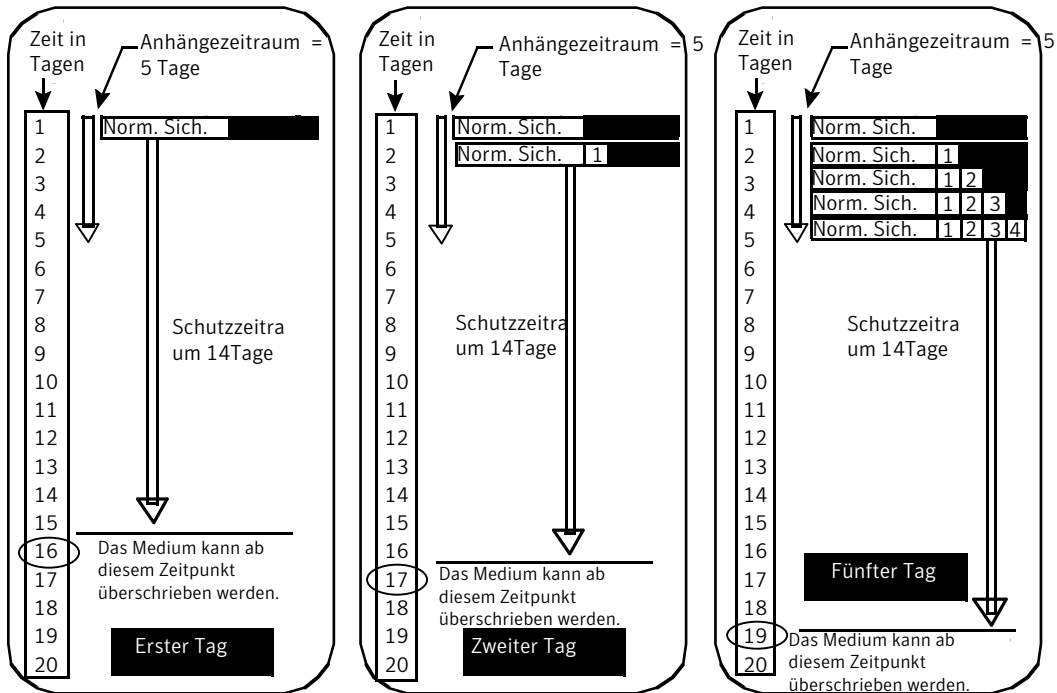 Zeit in
Tagen
Anhängezeitraum =
5 Tage
1
Norm. Sich.
2
3
4
5
6
7
8
9
10
11
12
13
14
15
16
17
18
19
20
Schutzzeitra
um 14Tage
Das Medium kann ab
diesem Zeitpunkt
überschrieben werden.
Erster Tag
Zeit in
Tagen
Anhängezeitraum = 5
Tage
1
Norm. Sich.
2
Norm. Sich. 1
3
4
5
6
7
8
9
10
11
12
13
14
15
16
17
18
19
20
Schutzzeitra
um 14Tage
Das Medium kann ab
diesem Zeitpunkt
überschrieben werden.
Zweiter Tag
Zeit in
Tagen
Anhängezeitraum = 5
Tage
1
Norm. Sich.
2
Norm. Sich. 1
3
Norm. Sich. 1 2
4
Norm. Sich. 1 2 3
5
Norm. Sich. 1 2 3 4
6
7
8
9
10
11
12
13
14
15
16
17
18
19
20
Schutzzeitra
um 14Tage
Fünfter Tag
Das Medium kann ab
diesem Zeitpunkt
überschrieben werden.